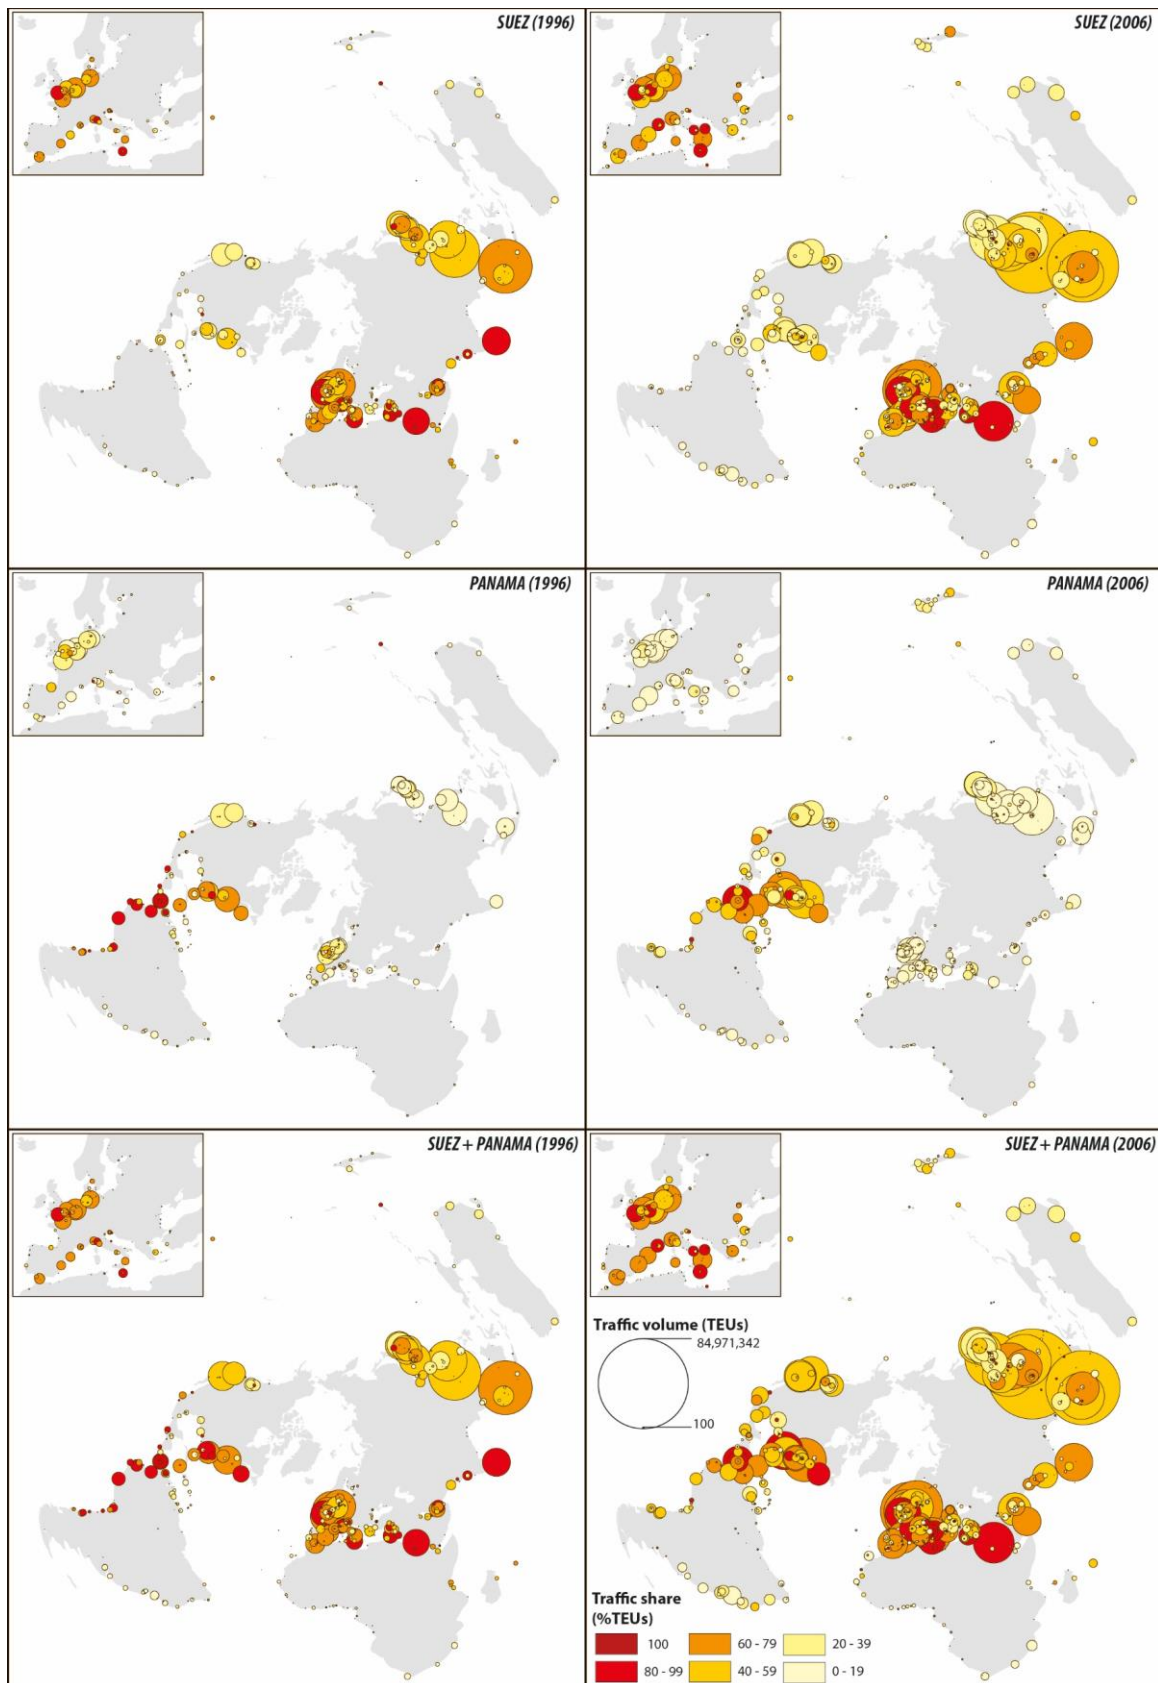 SUEZ (1996)
SUEZ (2006)
PANAMA (1996)
PANAMA (2006)
SUEZ + PANAMA (1996)
SUEZ + PANAMA (2006)
Traffic volume (TEUs)
84,971,342
100
Traffic share
(%TEUs)
100
60 - 79
20 - 39
80 - 99
40 - 59
0 - 19